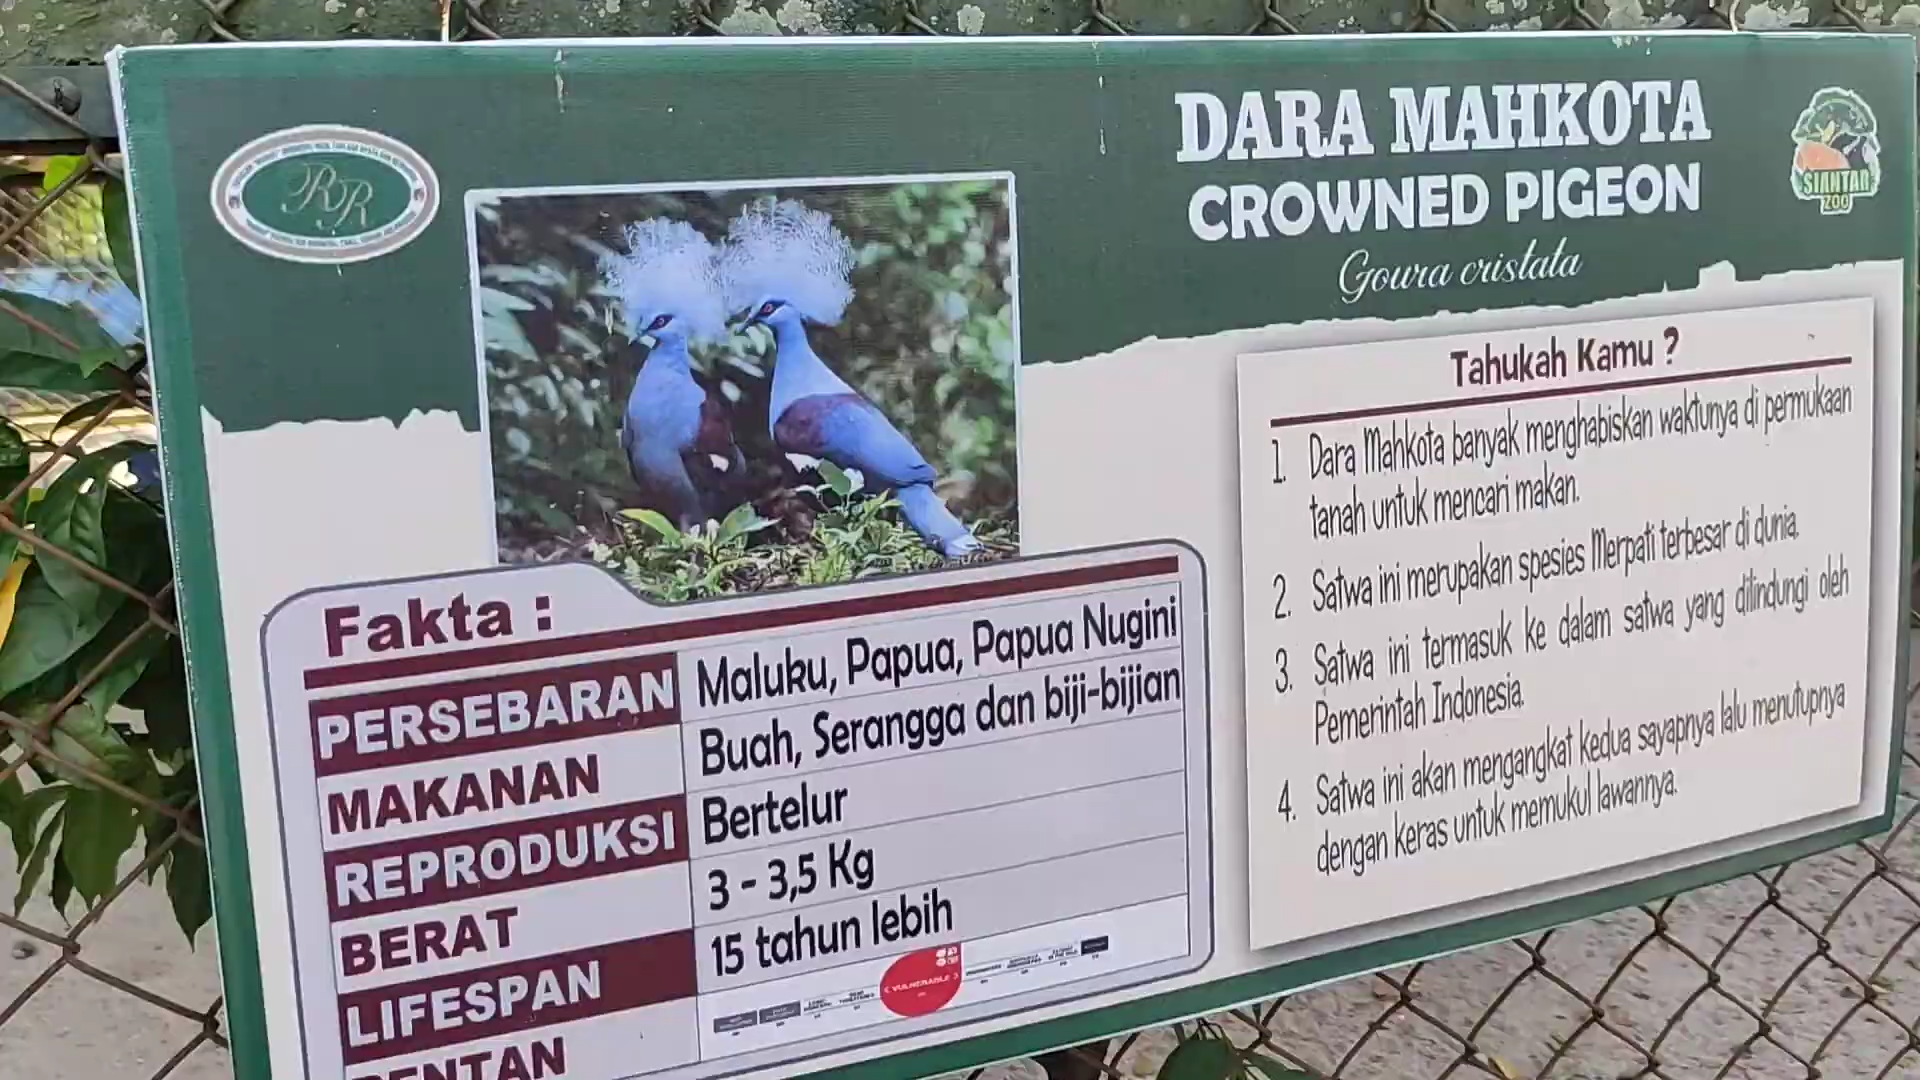 RR
DARA MAHKOTA
CROWNED PIGEON
Goura cristata
SIANTAR
ZOO
Fakta :
PERSEBARAN Maluku, Papua, Papua Nugini
MAKANAN Buah, Serangga dan biji-bijian
REPRODUKSI Bertelur
BERAT 3 - 3,5 Kg
LIFESPAN 15 tahun lebih
RENTAN
< VULNERABLE >
Tahukah Kamu ?
1. Dara Mahkota banyak menghabiskan waktunya di permukaan
tanah untuk mencari makan.
2. Satwa ini merupakan spesies Merpati terbesar di dunia.
3. Satwa ini termasuk ke dalam satwa yang dilindungi oleh
Pemerintah Indonesia.
4. Satwa ini akan mengangkat kedua sayapnya lalu menutupnya
dengan keras untuk memukul lawannya.